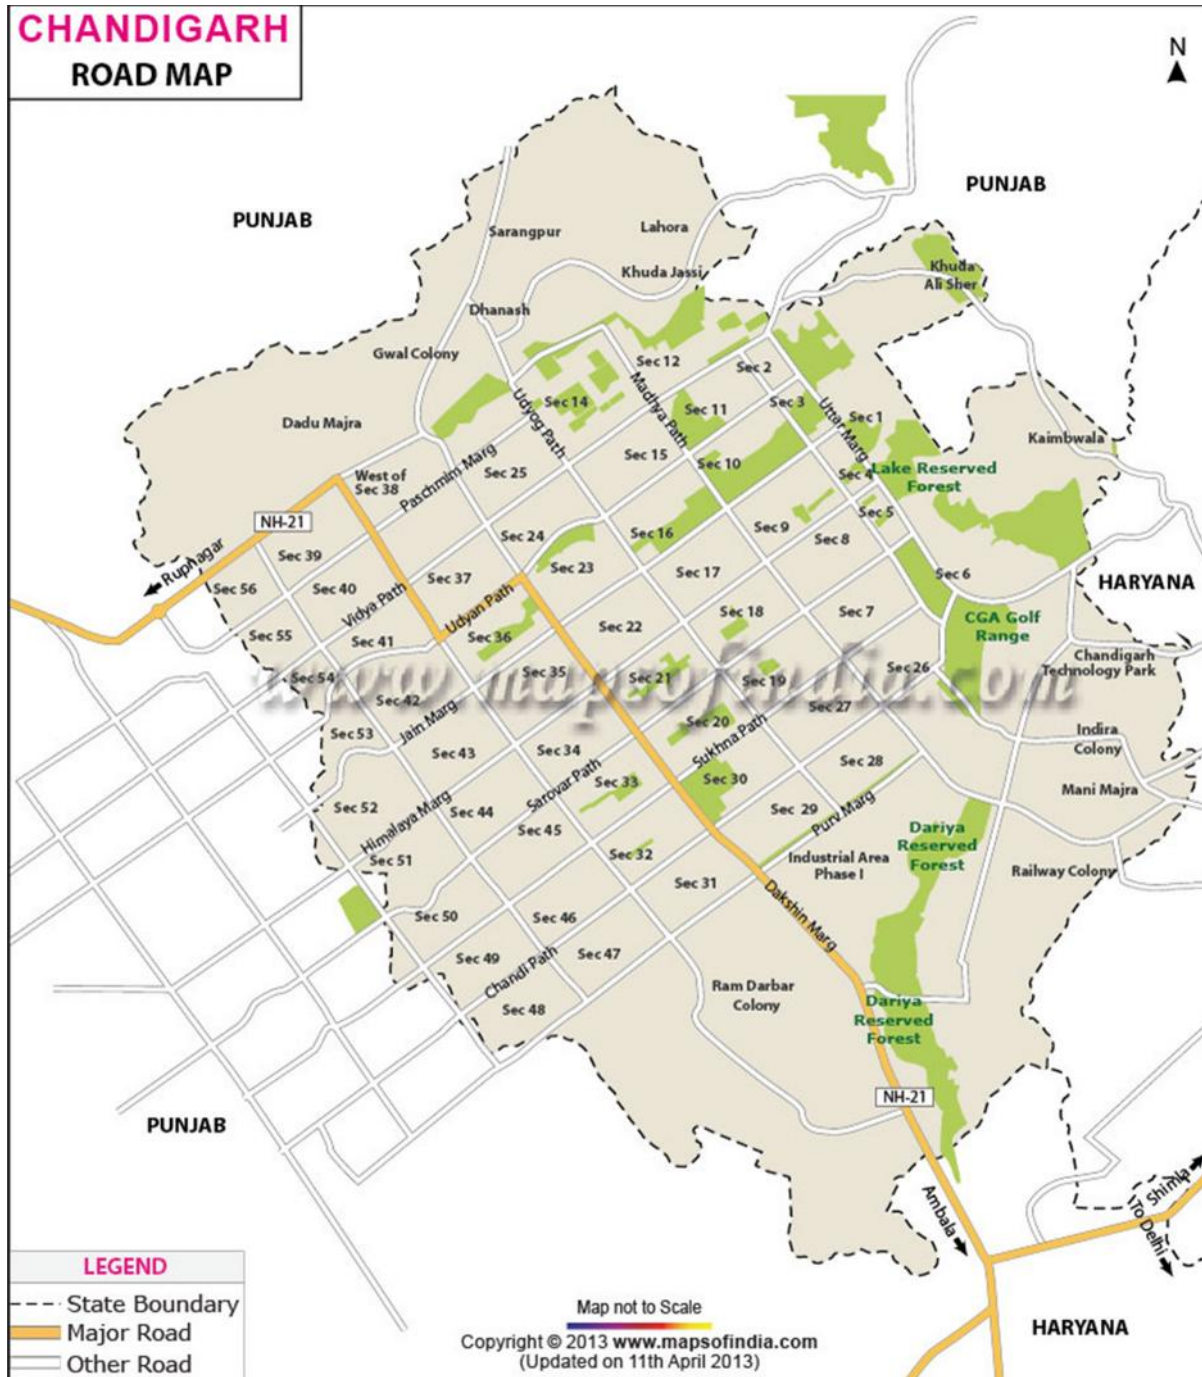 CHANDIGARH
ROAD MAP
N
PUNJAB
PUNJAB
Sarangpur
Lahora
Khuda Jassi
Khuda
Ali Sher
Dhanash
Gwal Colony
Sec 12
Sec 2
Sec 14
Udyog Path
Madhya Path
Sec 11
Sec 3
Uttar Marg
Sec 1
Dadu Majra
Kaimbwala
Paschmim Marg
Sec 25
Sec 15
Sec 10
Sec 4
Lake Reserved
Forest
West of
Sec 38
NH-21
Sec 24
Sec 16
Sec 9
Sec 5
Sec 8
Ruphagar
Sec 39
Sec 23
Sec 17
Sec 6
HARYANA
Sec 56
Sec 40
Sec 37
Vidya Path
Udyan Path
Sec 18
Sec 7
CGA Golf
Range
Sec 55
Sec 41
Sec 36
Sec 22
Chandigarh
Technology Park
www.mapsofindia.com
Sec 54
Sec 35
Sec 21
Sec 19
Sec 26
Sec 42
Jain Marg
Sec 27
Sec 53
Sec 20
Sukhna Path
Indira
Colony
Sec 43
Sec 34
Sec 28
Sarovar Path
Sec 33
Sec 30
Mani Majra
Sec 52
Himalaya Marg
Sec 44
Sec 45
Sec 29
Purv Marg
Dariya
Reserved
Forest
Sec 51
Sec 32
Industrial Area
Phase I
Railway Colony
Sec 31
Dakshin Marg
Sec 50
Sec 46
Sec 49
Sec 47
Chandi Path
Ram Darbar
Colony
Sec 48
Dariya
Reserved
Forest
NH-21
PUNJAB
Ambala
Shimla
To Delhi
HARYANA
LEGEND
State Boundary
Major Road
Other Road
Map not to Scale
Copyright © 2013 www.mapsofindia.com
(Updated on 11th April 2013)